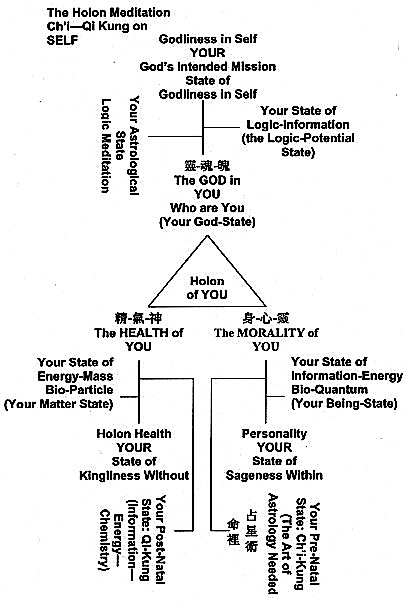 The Holon Meditation
Ch'i—Qi Kung on
SELF
Godliness in Self
YOUR
God's Intended Mission
State of
Godliness in Self
Your Astrological
State
Logic Meditation
Your State of
Logic-Information
(the Logic-Potential
State)
靈-魂-魄
The GOD in
YOU
Who are You
(Your God-State)
Holon
of YOU
精-氣-神
The HEALTH of
YOU
身-心-靈
The MORALITY of
YOU
Your State of
Energy-Mass
Bio-Particle
(Your Matter State)
Your State of
Information-Energy
Bio-Quantum
(Your Being-State)
Holon Health
YOUR
State of
Kingliness Without
Personality
YOUR
State of
Sageness Within
Your Post-Natal
State: Qi-Kung
(Information—
Energy—
Chemistry)
Your Pre-Natal
State: Ch'i-Kung
(The Art of
Astrology Needed
占星術
命裡